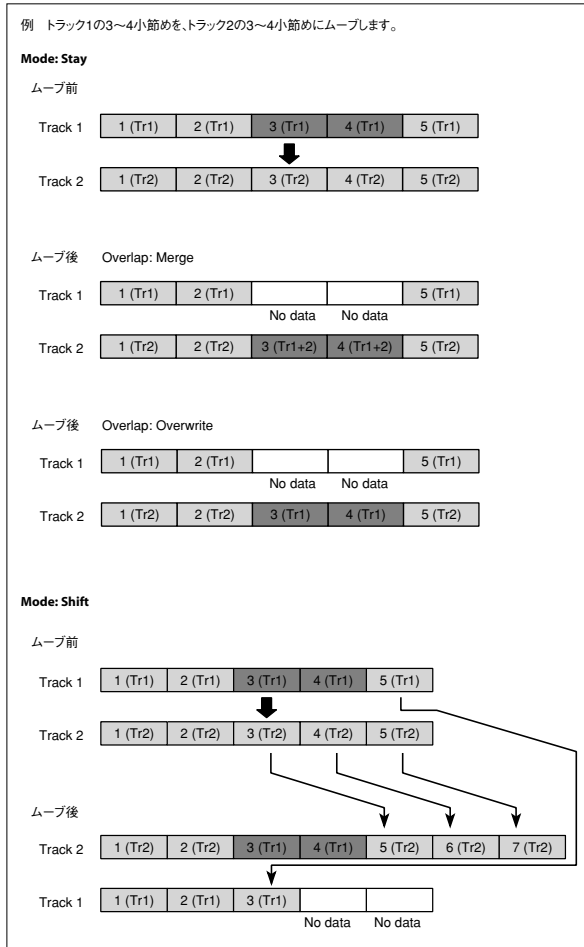 例 トラック1の3〜4小節めを、トラック2の3〜4小節めにムーブします。
Mode: Stay
ムーブ前
Track 1 1 (Tr1) 2 (Tr1) 3 (Tr1) 4 (Tr1) 5 (Tr1)
Track 2 1 (Tr2) 2 (Tr2) 3 (Tr2) 4 (Tr2) 5 (Tr2)
ムーブ後 Overlap: Merge
Track 1 1 (Tr1) 2 (Tr1) 5 (Tr1)
No data No data
Track 2 1 (Tr2) 2 (Tr2) 3 (Tr1+2) 4 (Tr1+2) 5 (Tr2)
ムーブ後 Overlap: Overwrite
Track 1 1 (Tr1) 2 (Tr1) 5 (Tr1)
No data No data
Track 2 1 (Tr2) 2 (Tr2) 3 (Tr1) 4 (Tr1) 5 (Tr2)
Mode: Shift
ムーブ前
Track 1 1 (Tr1) 2 (Tr1) 3 (Tr1) 4 (Tr1) 5 (Tr1)
Track 2 1 (Tr2) 2 (Tr2) 3 (Tr2) 4 (Tr2) 5 (Tr2)
ムーブ後
Track 2 1 (Tr2) 2 (Tr2) 3 (Tr1) 4 (Tr1) 5 (Tr2) 6 (Tr2) 7 (Tr2)
Track 1 1 (Tr1) 2 (Tr1) 3 (Tr1)
No data No data